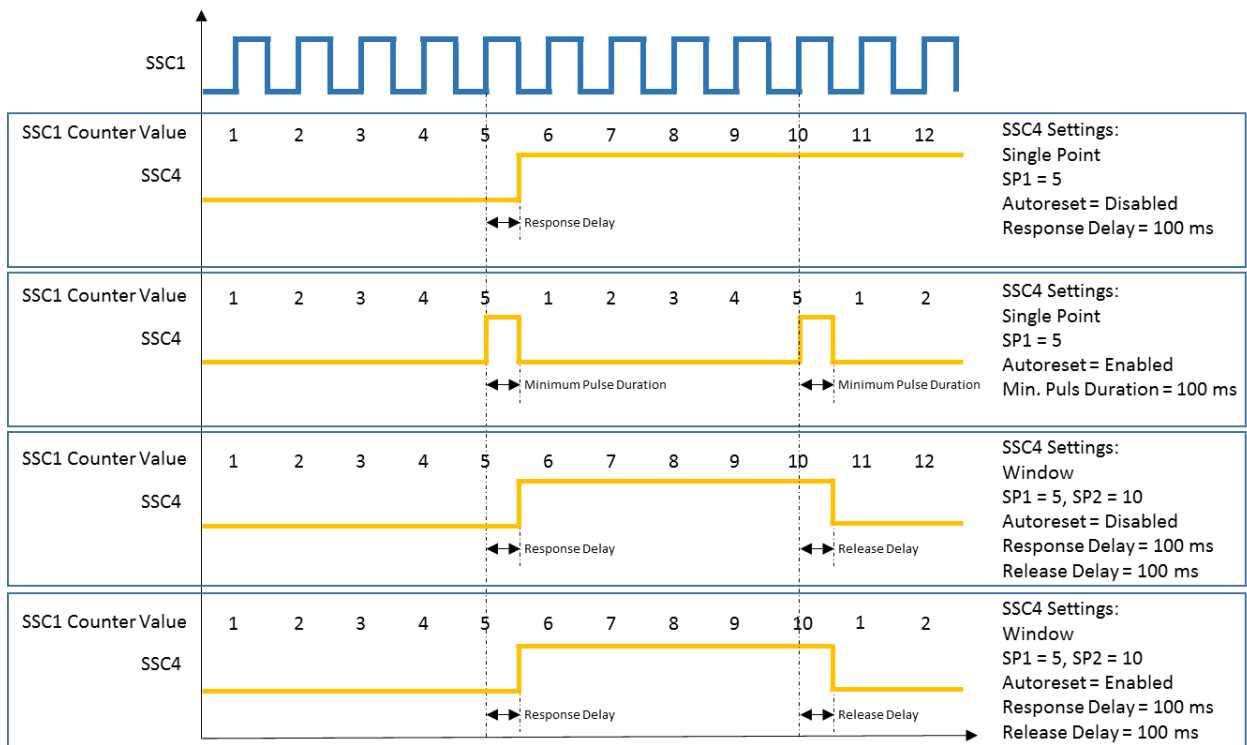 SSC1
SSC1 Counter Value 1 2 3 4 5 6 7 8 9 10 11 12
SSC4
Response Delay
SSC4 Settings:
Single Point
SP1 = 5
Autoreset = Disabled
Response Delay = 100 ms
SSC1 Counter Value 1 2 3 4 5 1 2 3 4 5 1 2
SSC4
Minimum Pulse Duration Minimum Pulse Duration
SSC4 Settings:
Single Point
SP1 = 5
Autoreset = Enabled
Min. Puls Duration = 100 ms
SSC1 Counter Value 1 2 3 4 5 6 7 8 9 10 11 12
SSC4
Response Delay Release Delay
SSC4 Settings:
Window
SP1 = 5, SP2 = 10
Autoreset = Disabled
Response Delay = 100 ms
Release Delay = 100 ms
SSC1 Counter Value 1 2 3 4 5 6 7 8 9 10 1 2
SSC4
Response Delay Release Delay
SSC4 Settings:
Window
SP1 = 5, SP2 = 10
Autoreset = Enabled
Response Delay = 100 ms
Release Delay = 100 ms